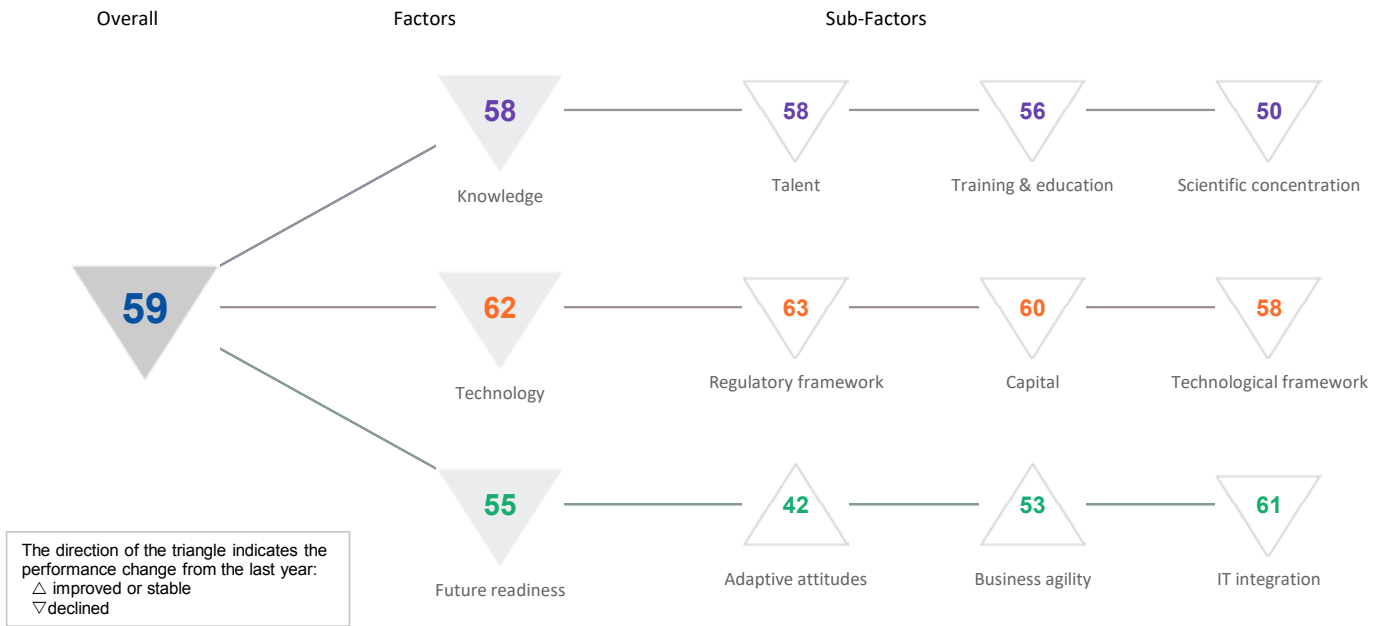 Overall Factors Sub-Factors
58 58 56 50
Knowledge Talent Training & education Scientific concentration
59 62 63 60 58
Technology Regulatory framework Capital Technological framework
55 42 53 61
Future readiness Adaptive attitudes Business agility IT integration
The direction of the triangle indicates the
performance change from the last year:
△ improved or stable
▽declined